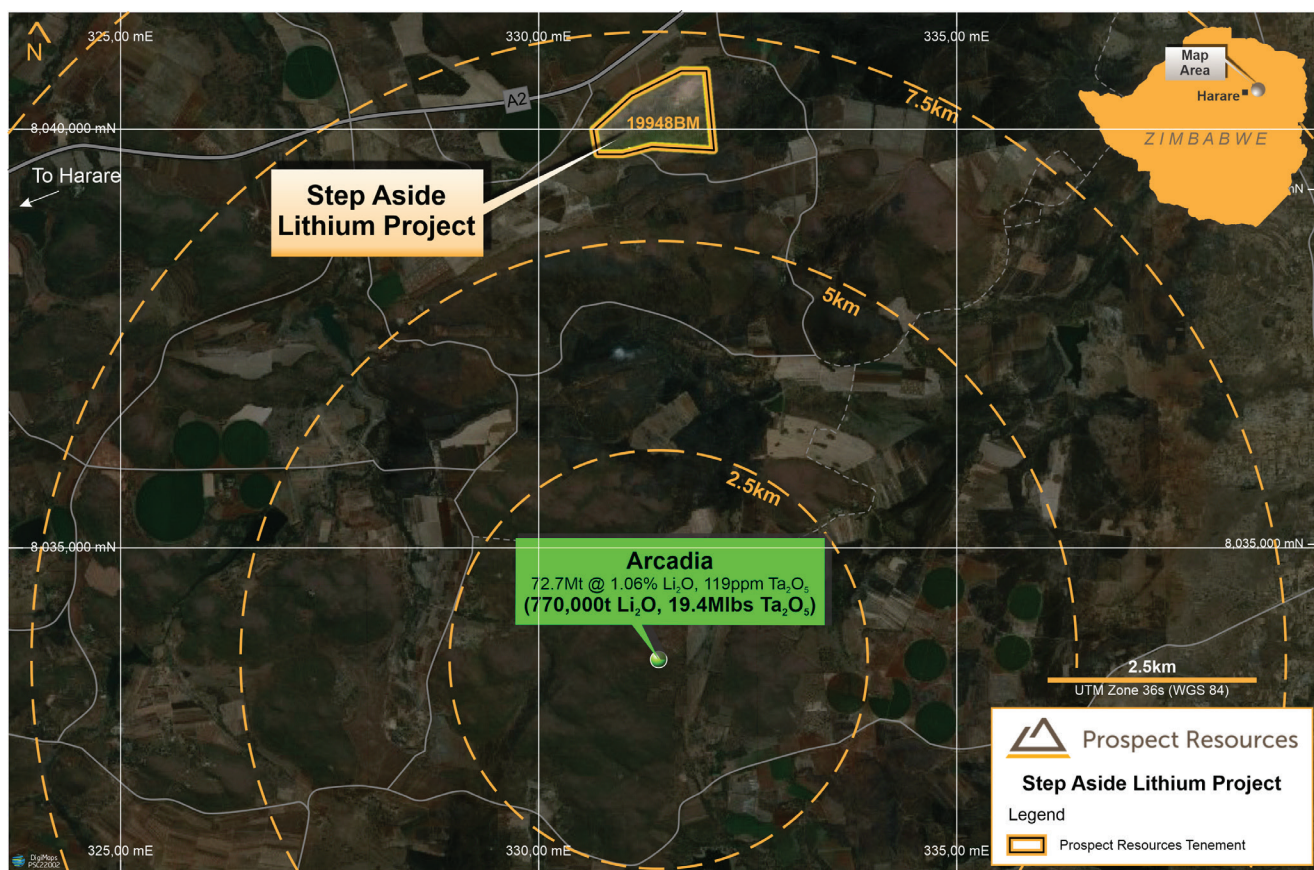 N
325,00 mE
330,00 mE
335,00 mE
Map
Area
Harare
ZIMBABWE
A2
7.5km
8,040,000 mN
19948BM
mN
To Harare
Step Aside
Lithium Project
5km
2.5km
8,035,000 mN
8,035,000 mN
Arcadia
72.7Mt @ 1.06% Li₂O, 119ppm Ta₂O₅
(770,000t Li₂O, 19.4Mlbs Ta₂O₅)
2.5km
UTM Zone 36s (WGS 84)
Prospect Resources
Step Aside Lithium Project
Legend
Prospect Resources Tenement
325,00 mE
330,00 mE
335,00 mE
DigiMaps
PSC22002